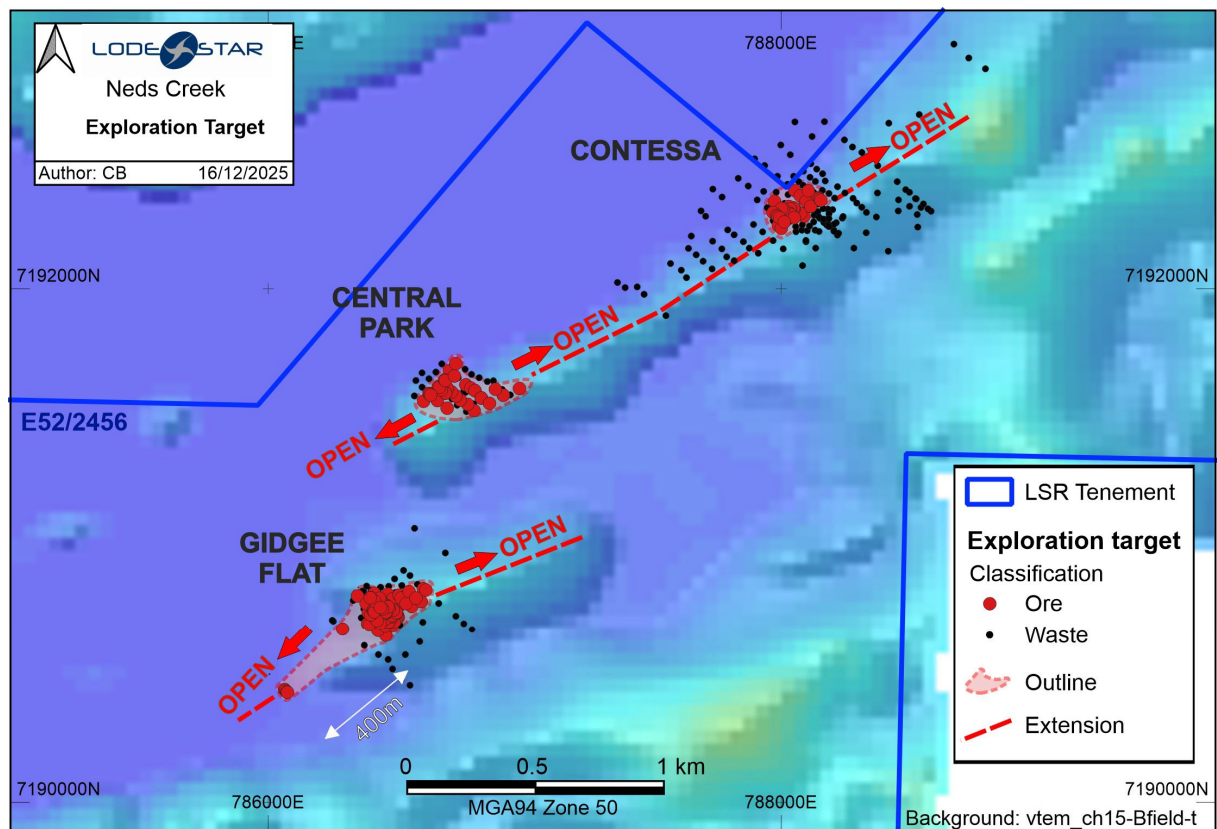 LODESTAR
Neds Creek
Exploration Target
Author: CB 16/12/2025
E
788000E
CONTESSA
OPEN
7192000N
7192000N
CENTRAL
PARK
OPEN
OPEN
E52/2456
GIDGEE
FLAT
OPEN
OPEN
400m
LSR Tenement
Exploration target
Classification
Ore
Waste
Outline
Extension
0 0.5 1 km
MGA94 Zone 50
7190000N
786000E
788000E
7190000N
Background: vtem_ch15-Bfield-t